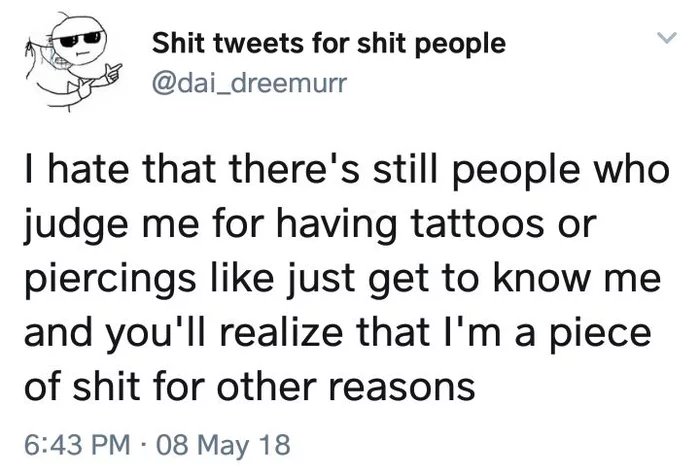 Shit tweets for shit people
@dai_dreemurr
I hate that there's still people who
judge me for having tattoos or
piercings like just get to know me
and you'll realize that I'm a piece
of shit for other reasons
6:43 PM · 08 May 18